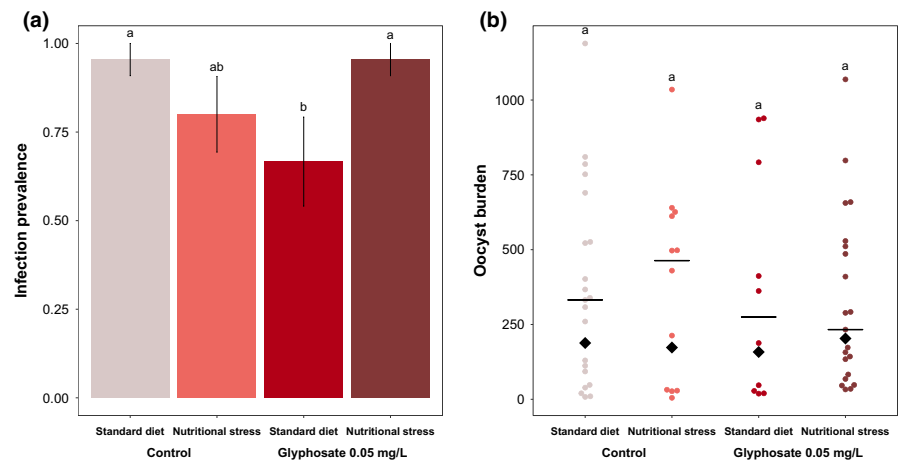 (a)
Infection prevalence
1.00
0.75
0.50
0.25
0.00
a
ab
b
a
Standard diet Nutritional stress Standard diet Nutritional stress
Control Glyphosate 0.05 mg/L
(b)
Oocyst burden
1000
750
500
250
0
a
a
a
a
Standard diet Nutritional stress Standard diet Nutritional stress
Control Glyphosate 0.05 mg/L